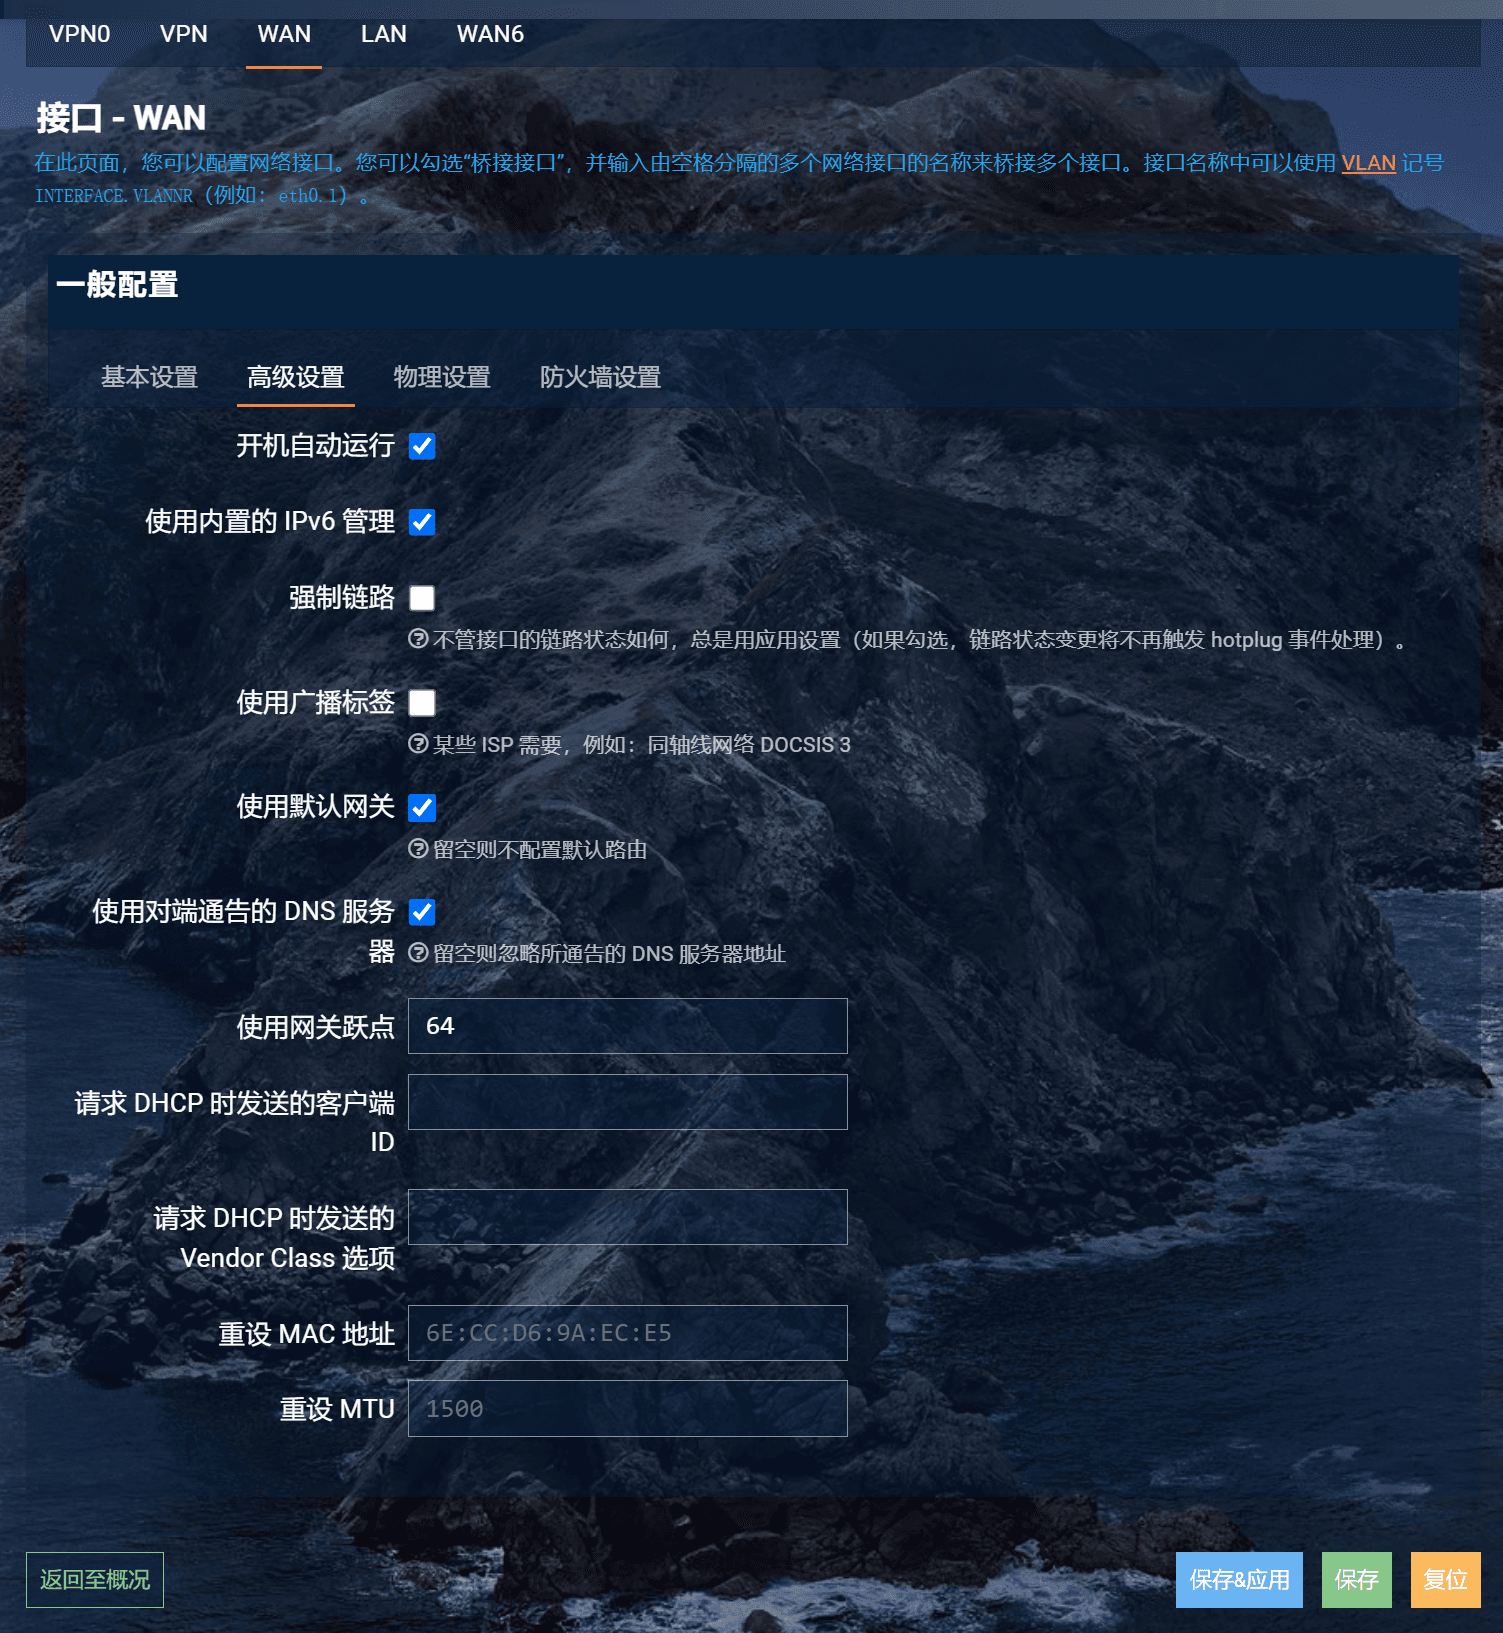 VPN0 VPN WAN LAN WAN6
接口 - WAN
在此页面，您可以配置网络接口。您可以勾选“桥接接口”，并输入由空格分隔的多个网络接口的名称来桥接多个接口。接口名称中可以使用 VLAN 记号
INTERFACE.VLANNR（例如：eth0.1）。
一般配置
基本设置 高级设置 物理设置 防火墙设置
开机自动运行
使用内置的 IPv6 管理
强制链路
不管接口的链路状态如何，总是用应用设置（如果勾选，链路状态变更将不再触发 hotplug 事件处理）。
使用广播标签
某些 ISP 需要，例如：同轴线网络 DOCSIS 3
使用默认网关
留空则不配置默认路由
使用对端通告的 DNS 服务
器
留空则忽略所通告的 DNS 服务器地址
使用网关跃点 64
请求 DHCP 时发送的客户端
ID
请求 DHCP 时发送的
Vendor Class 选项
重设 MAC 地址 6E:CC:D6:9A:EC:E5
重设 MTU 1500
返回至概况 保存&应用 保存 复位